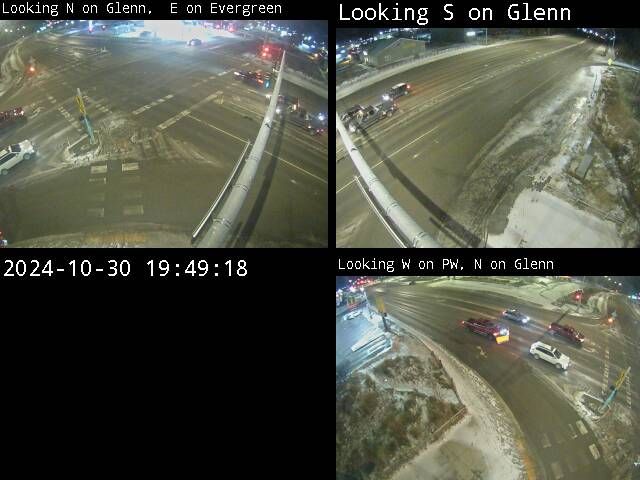 Looking N on Glenn, E on Evergreen
Looking S on Glenn
2024-10-30 19:49:18
Looking W on PW, N on Glenn